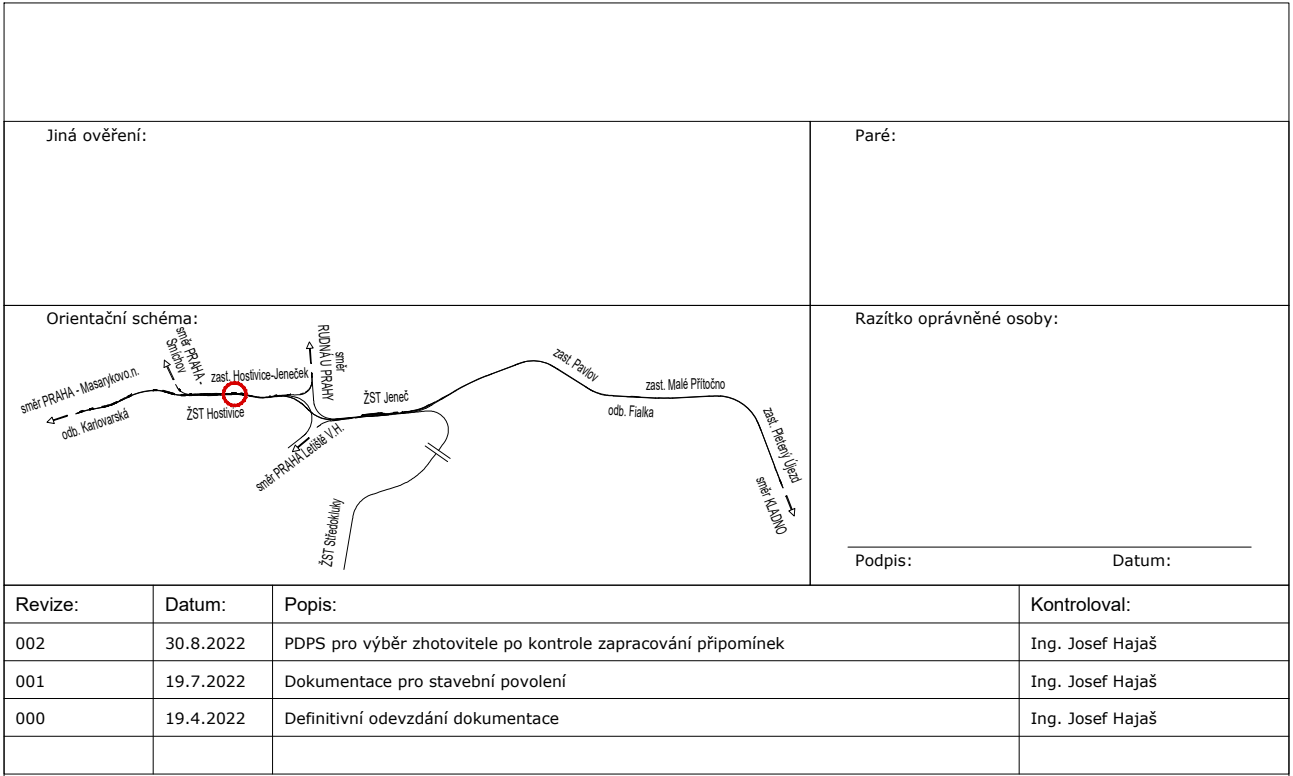 Jiná ověření:
Paré:
Orientační schéma:
směr PRAHA - Masarykovo.n.
odb. Karlovarská
směr PRAHA -
Smíchov
ŽST Hostivice
zast. Hostivice-Jeneček
směr
RUDNÁ U PRAHY
směr PRAHA Letiště V.H.
ŽST Jeneč
ŽST Středokluky
zast. Pavlov
odb. Fialka
zast. Malé Přítočno
zast. Pletený Újezd
směr KLADNO
Razítko oprávněné osoby:
Podpis: Datum:
Revize: Datum: Popis: Kontroloval:
002 30.8.2022 PDPS pro výběr zhotovitele po kontrole zapracování připomínek Ing. Josef Hajaš
001 19.7.2022 Dokumentace pro stavební povolení Ing. Josef Hajaš
000 19.4.2022 Definitivní odevzdání dokumentace Ing. Josef Hajaš